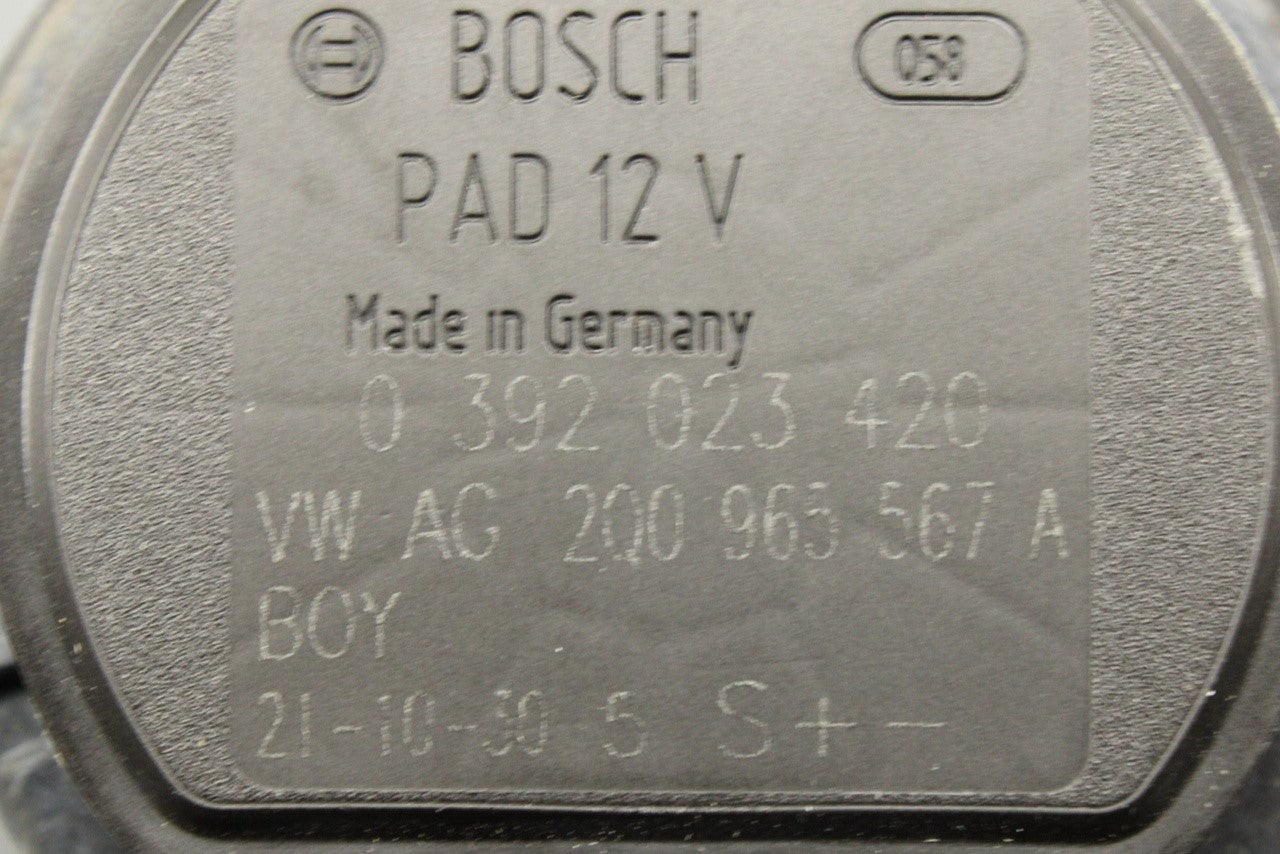 BOSCH 058
PAD 12 V
Made in Germany
0 392 023 420
VW AG 2Q0 965 567 A
BOY
21-10-30 5 S + -